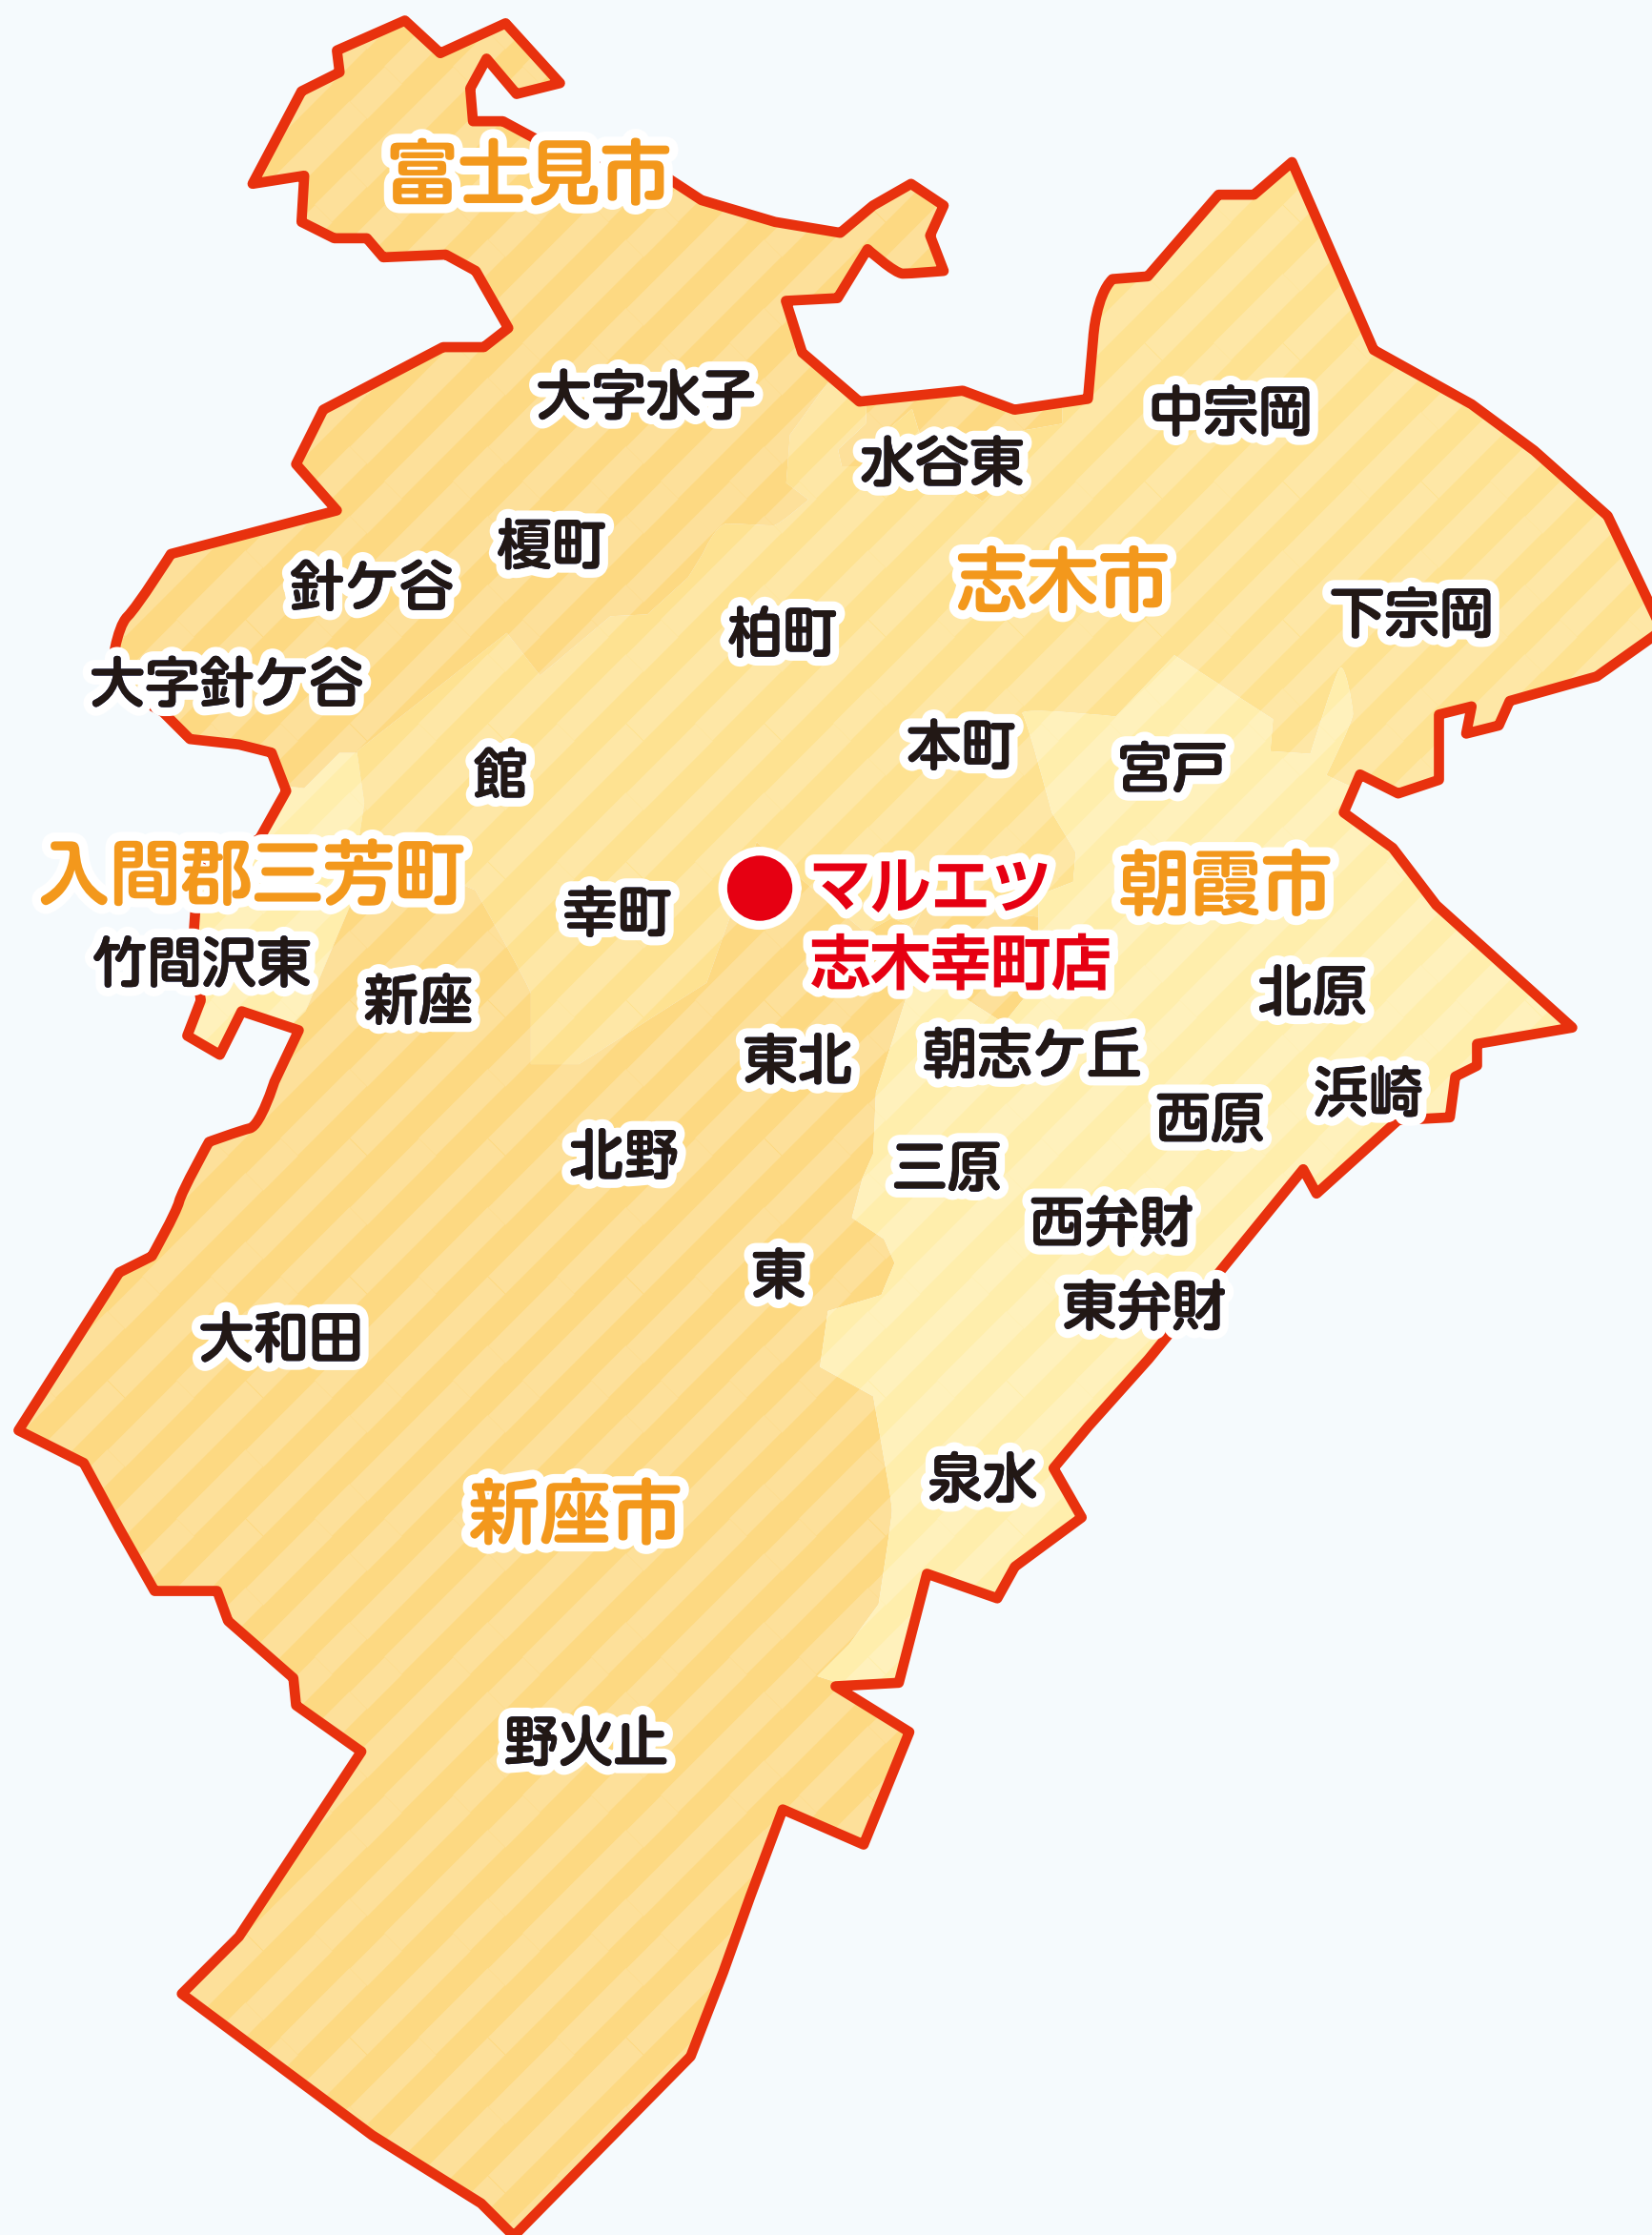 富士見市
大字水子
中宗岡
水谷東
榎町
志木市
針ケ谷
下宗岡
柏町
大字針ケ谷
本町
宮戸
館
入間郡三芳町
マルエツ
志木幸町店
朝霞市
幸町
竹間沢東
新座
北原
東北
朝志ケ丘
浜崎
西原
北野
三原
西弁財
東
東弁財
大和田
泉水
新座市
野火止